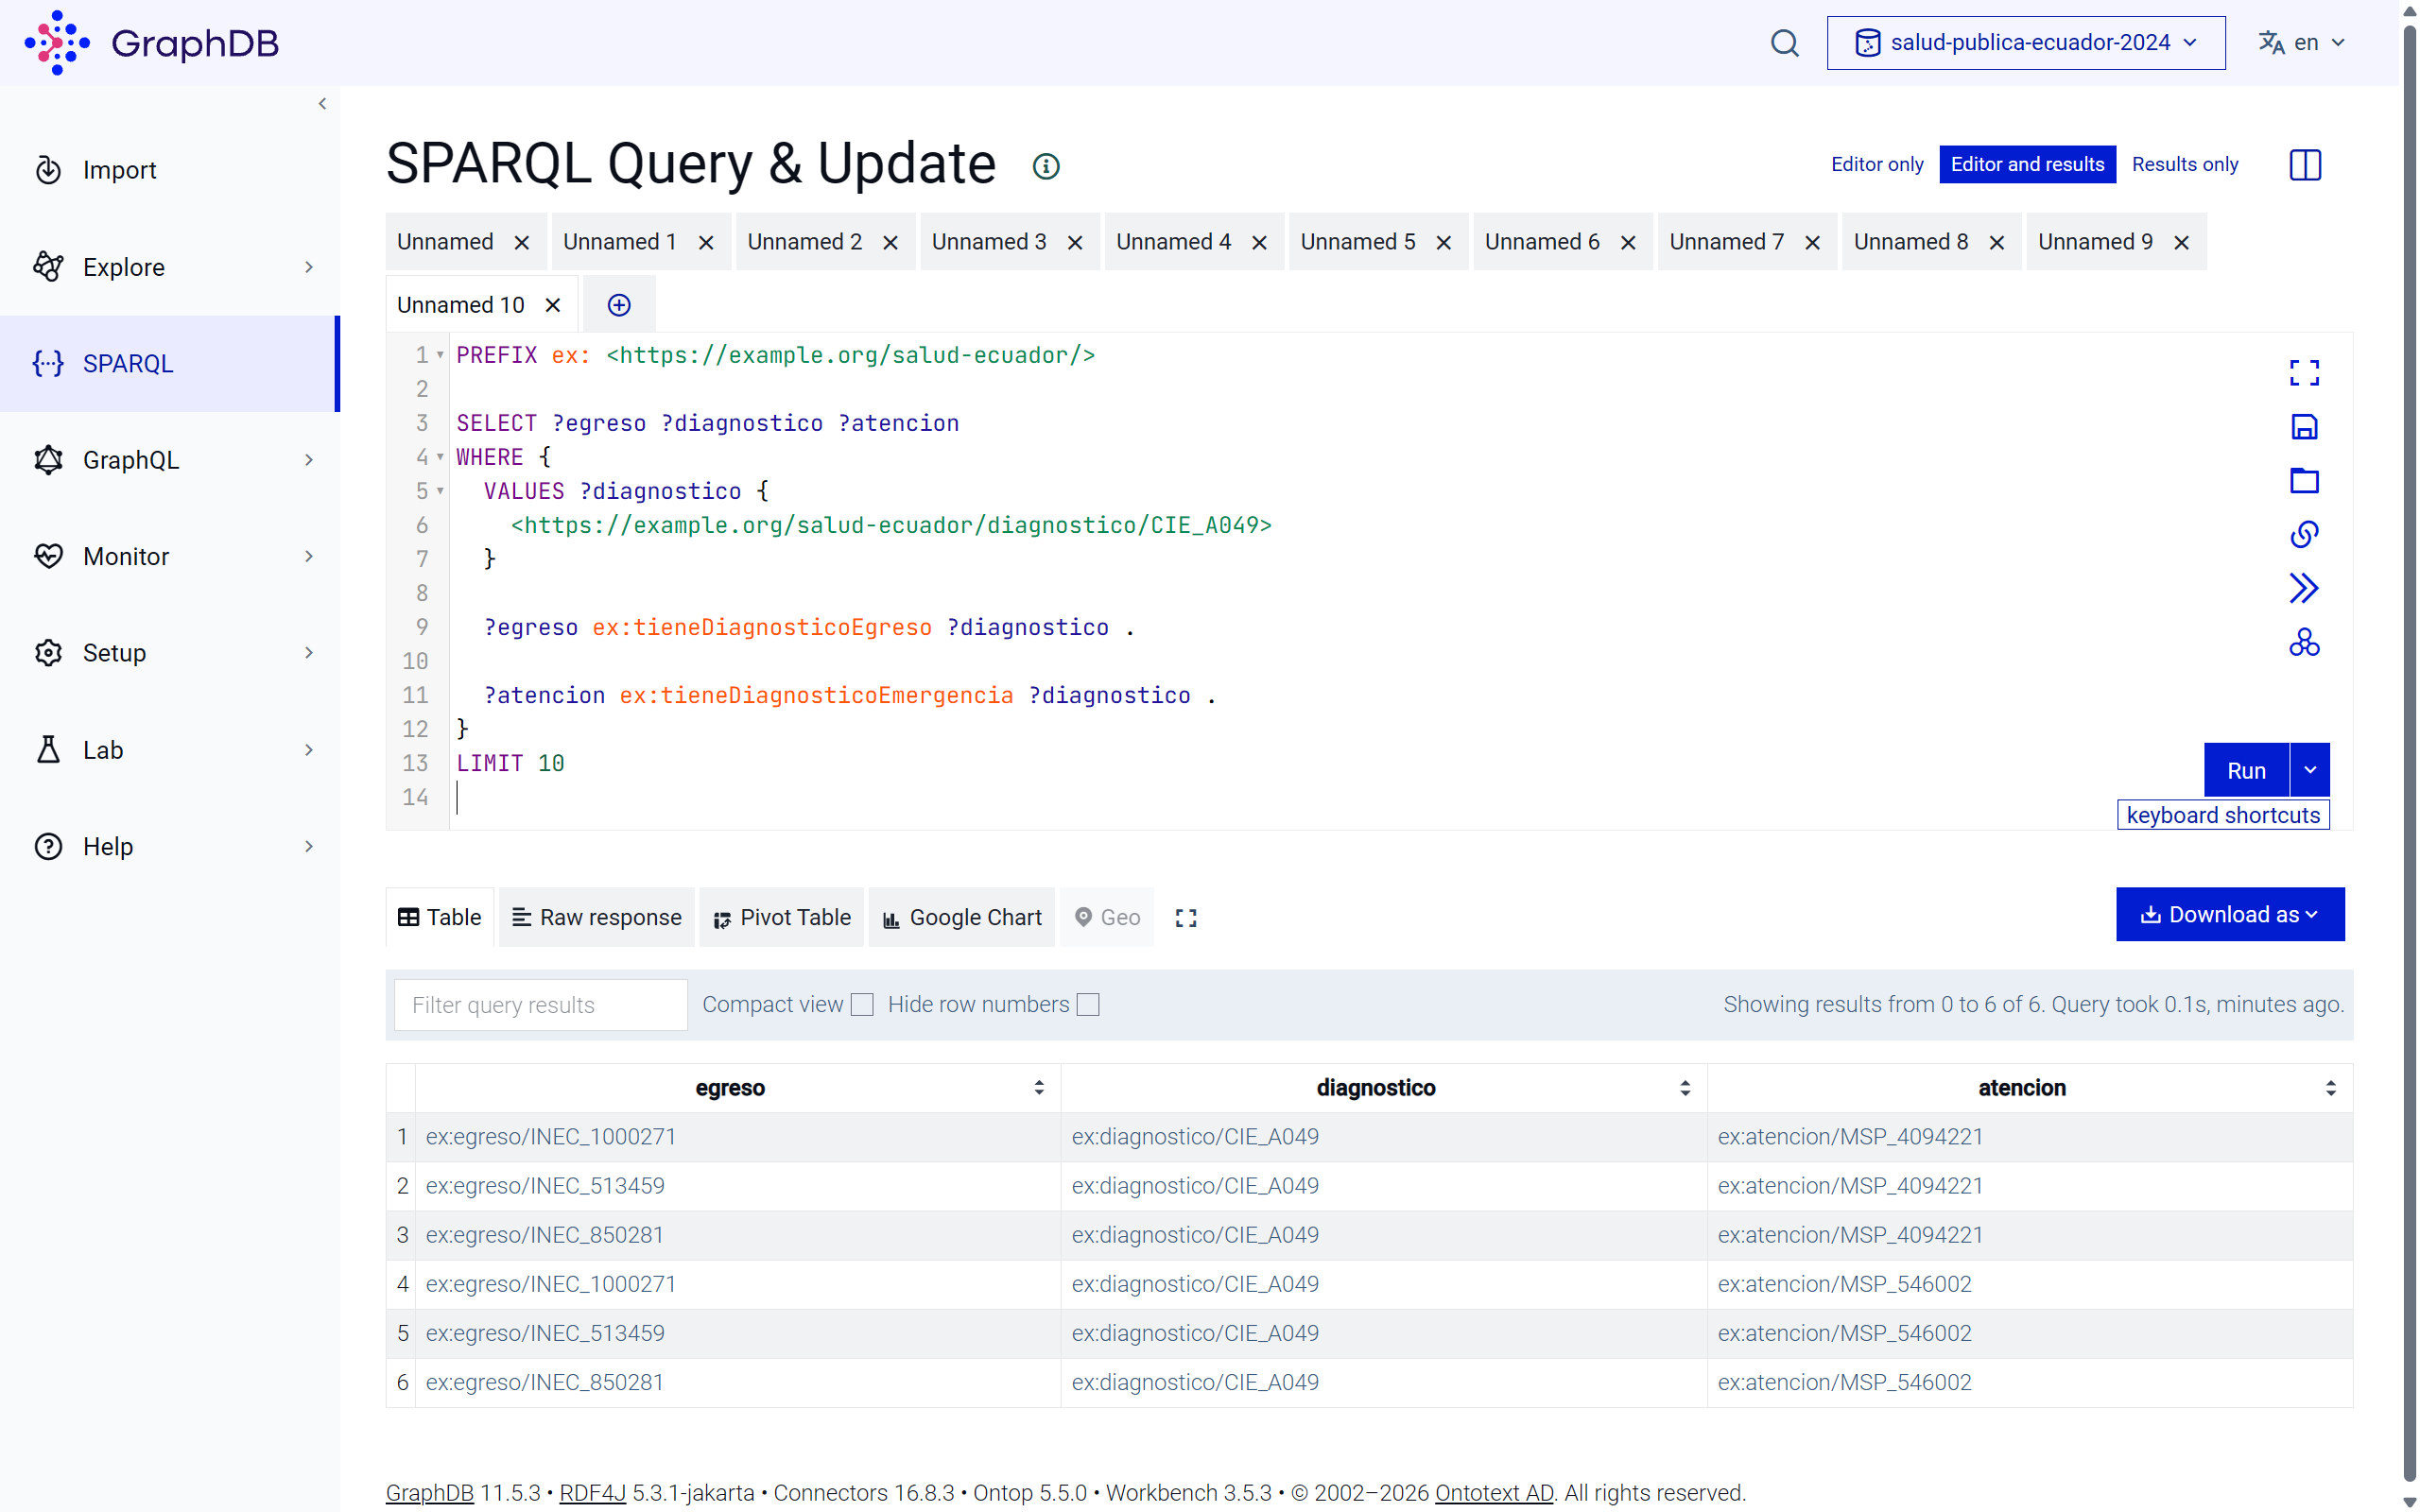 GraphDB
salud-publica-ecuador-2024
en
Import
Explore
SPARQL
GraphQL
Monitor
Setup
Lab
Help
SPARQL Query & Update
Editor only Editor and results Results only
Unnamed Unnamed 1 Unnamed 2 Unnamed 3 Unnamed 4 Unnamed 5 Unnamed 6 Unnamed 7 Unnamed 8 Unnamed 9
Unnamed 10
1 PREFIX ex: <https://example.org/salud-ecuador/>
2
3 SELECT ?egreso ?diagnostico ?atencion
4 WHERE {
5 VALUES ?diagnostico {
6 <https://example.org/salud-ecuador/diagnostico/CIE_A049>
7 }
8
9 ?egreso ex:tieneDiagnosticoEgreso ?diagnostico .
10
11 ?atencion ex:tieneDiagnosticoEmergencia ?diagnostico .
12 }
13 LIMIT 10
14
Run
keyboard shortcuts
Table Raw response Pivot Table Google Chart Geo
Download as
Filter query results Compact view Hide row numbers Showing results from 0 to 6 of 6. Query took 0.1s, minutes ago.
egreso diagnostico atencion
1 ex:egreso/INEC_1000271 ex:diagnostico/CIE_A049 ex:atencion/MSP_4094221
2 ex:egreso/INEC_513459 ex:diagnostico/CIE_A049 ex:atencion/MSP_4094221
3 ex:egreso/INEC_850281 ex:diagnostico/CIE_A049 ex:atencion/MSP_4094221
4 ex:egreso/INEC_1000271 ex:diagnostico/CIE_A049 ex:atencion/MSP_546002
5 ex:egreso/INEC_513459 ex:diagnostico/CIE_A049 ex:atencion/MSP_546002
6 ex:egreso/INEC_850281 ex:diagnostico/CIE_A049 ex:atencion/MSP_546002
GraphDB 11.5.3 • RDF4J 5.3.1-jakarta • Connectors 16.8.3 • Ontop 5.5.0 • Workbench 3.5.3 • © 2002–2026 Ontotext AD. All rights reserved.